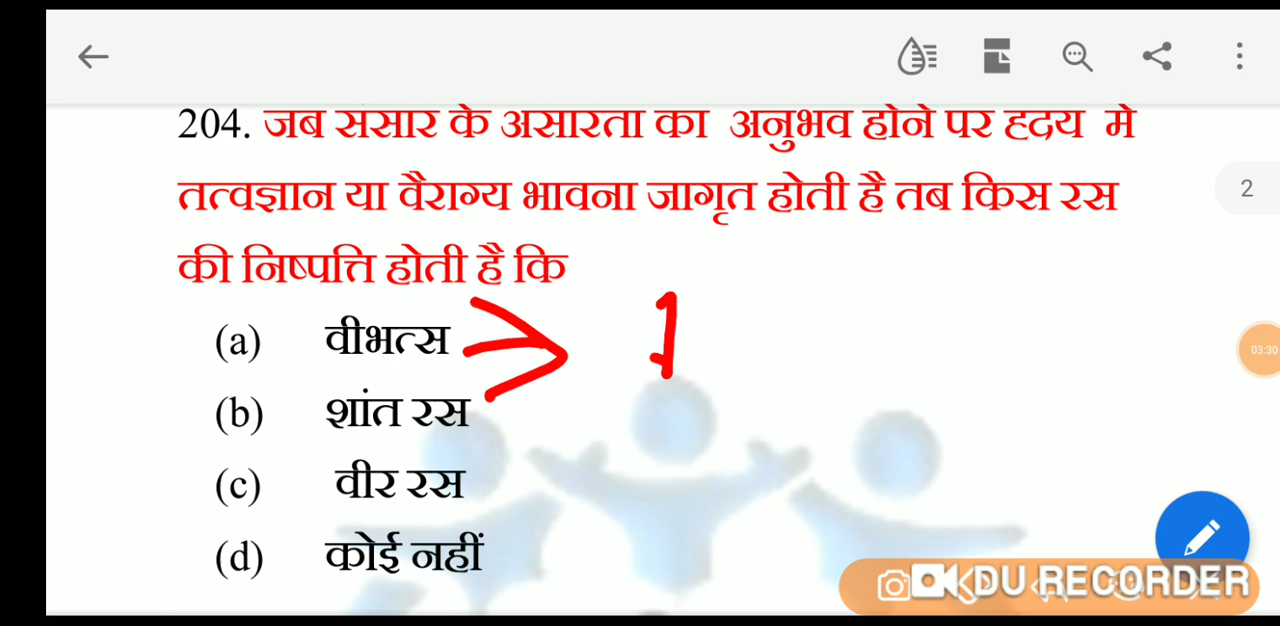 204. जब संसार के असारता का अनुभव होने पर ह्दय मे
तत्वज्ञान या वैराग्य भावना जागृत होती है तब किस रस
की निष्पत्ति होती है कि
2
(a) वीभत्स
1
03:30
(b) शांत रस
(c) वीर रस
(d) कोई नहीं
DU RECORDER